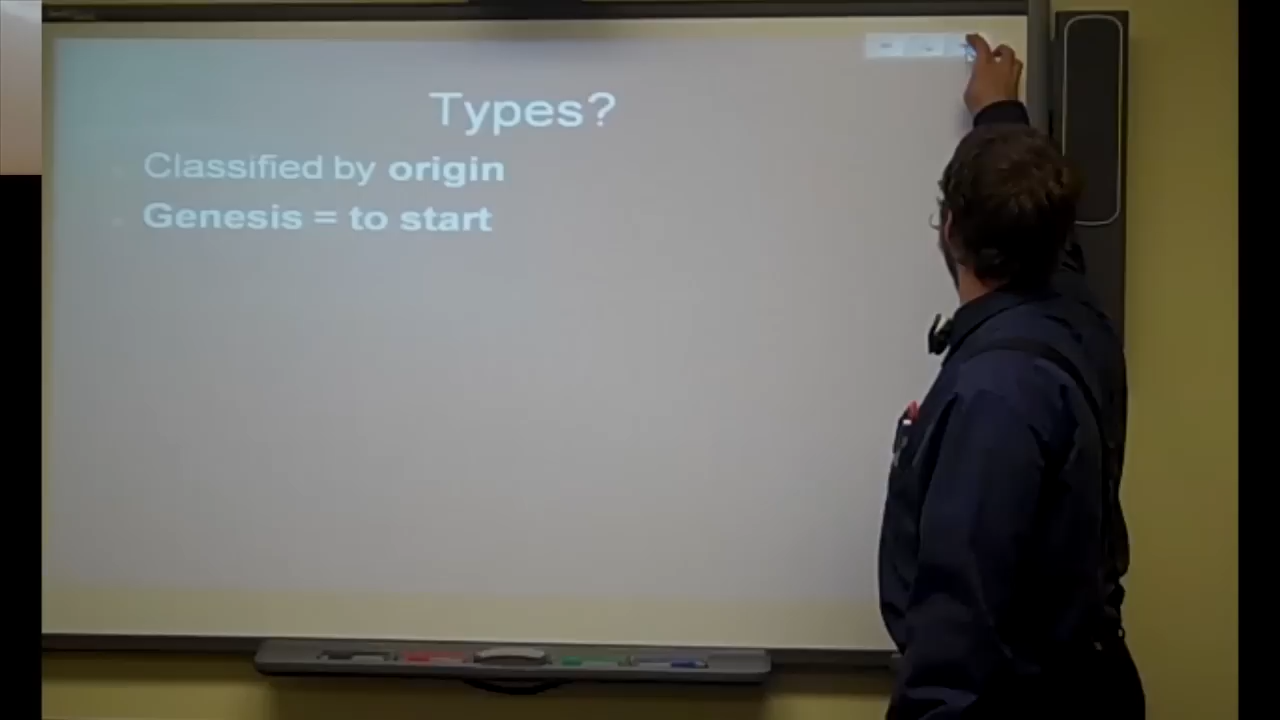 Types?
Classified by origin
Genesis = to start